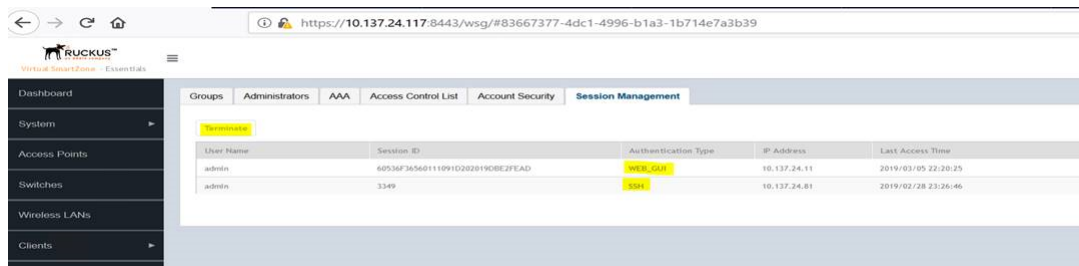 https://10.137.24.117:8443/wsg/#83667377-4dc1-4996-b1a3-1b714e7a3b39
RUCKUS™
Virtual SmartZone - Essentials
Dashboard
Groups Administrators AAA Access Control List Account Security Session Management
System
Terminate
User Name Session ID Authentication Type IP Address Last Access Time
Access Points
admin 60536F36560111091D202019DBE2FEAD WEB_GUI 10.137.24.11 2019/03/05 22:20:25
admin 3349 SSH 10.137.24.81 2019/02/28 23:26:46
Switches
Wireless LANs
Clients